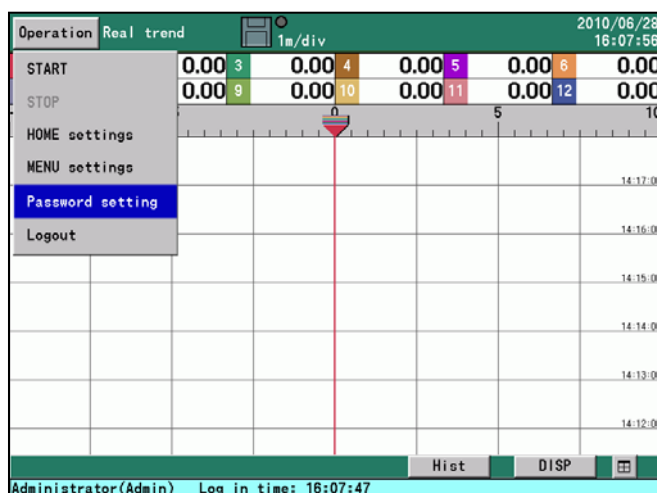 Operation Real trend 1m/div 2010/06/28
16:07:56
START 0.00 3 0.00 4 0.00 5 0.00 6 0.00
STOP 0.00 9 0.00 10 0.00 11 0.00 12 0.00
0 5 10
HOME settings
MENU settings
14:17:0
Password setting
14:16:0
Logout
14:15:0
14:14:0
14:13:0
14:12:0
Hist DISP
Administrator(Admin) Log in time: 16:07:47